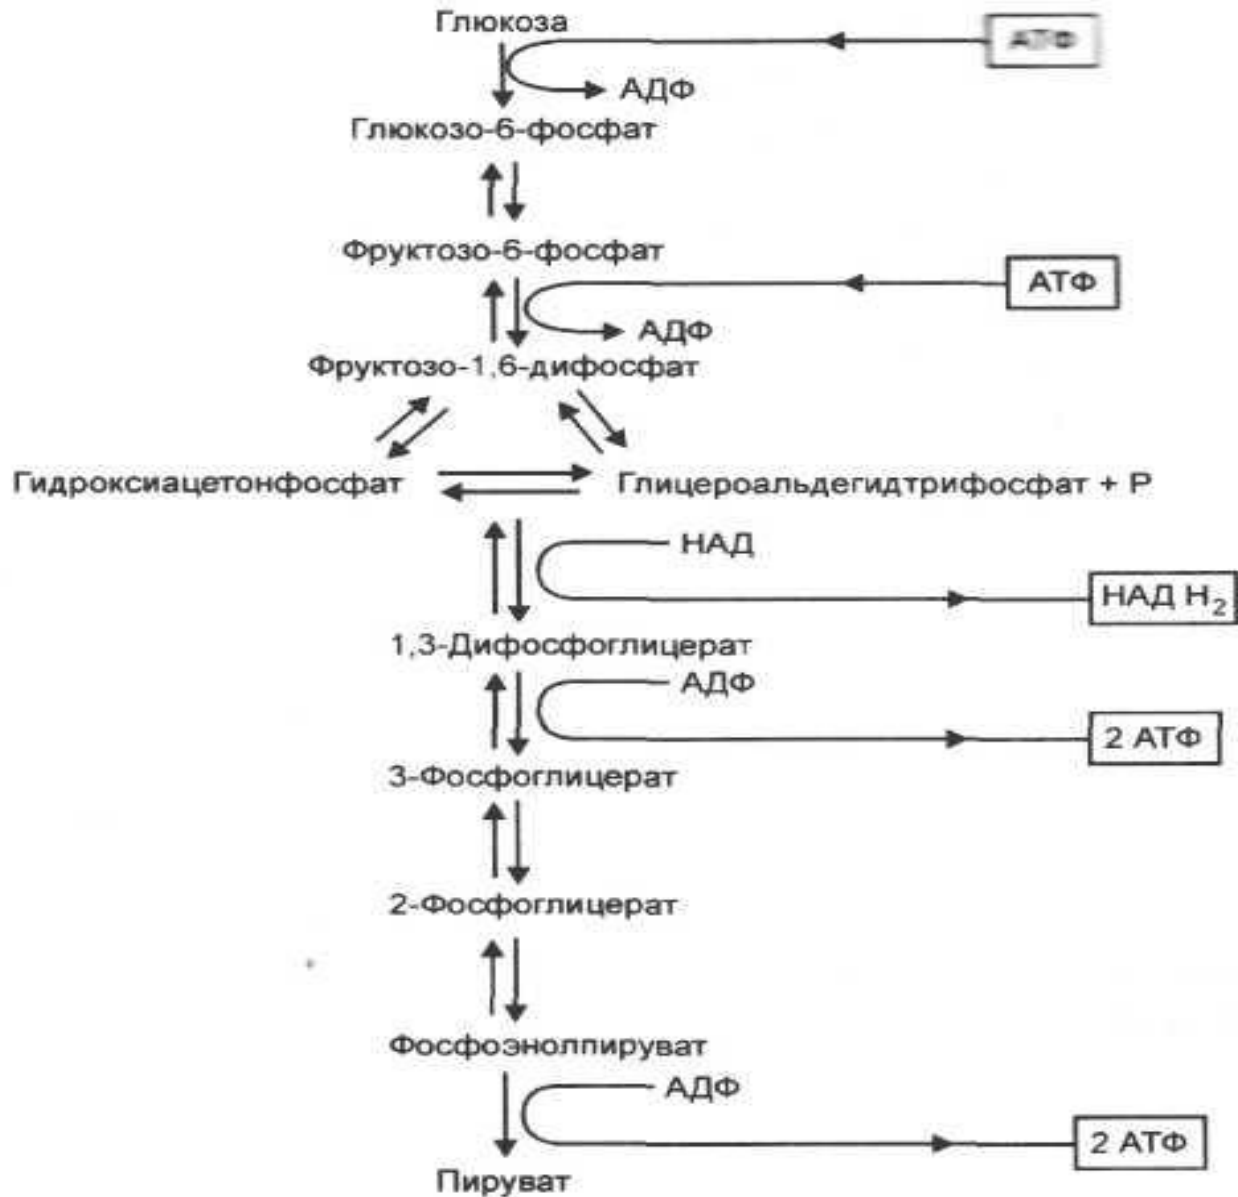 Глюкоза
АТФ
АДФ
Глюкозо-6-фосфат
Фруктозо-6-фосфат
АТФ
АДФ
Фруктозо-1,6-дифосфат
Гидроксиацетонфосфат
Глицероальдегидтрифосфат + Р
НАД
НАД Н₂
1,3-Дифосфоглицерат
АДФ
2 АТФ
3-Фосфоглицерат
2-Фосфоглицерат
Фосфоэнолпируват
АДФ
2 АТФ
Пируват